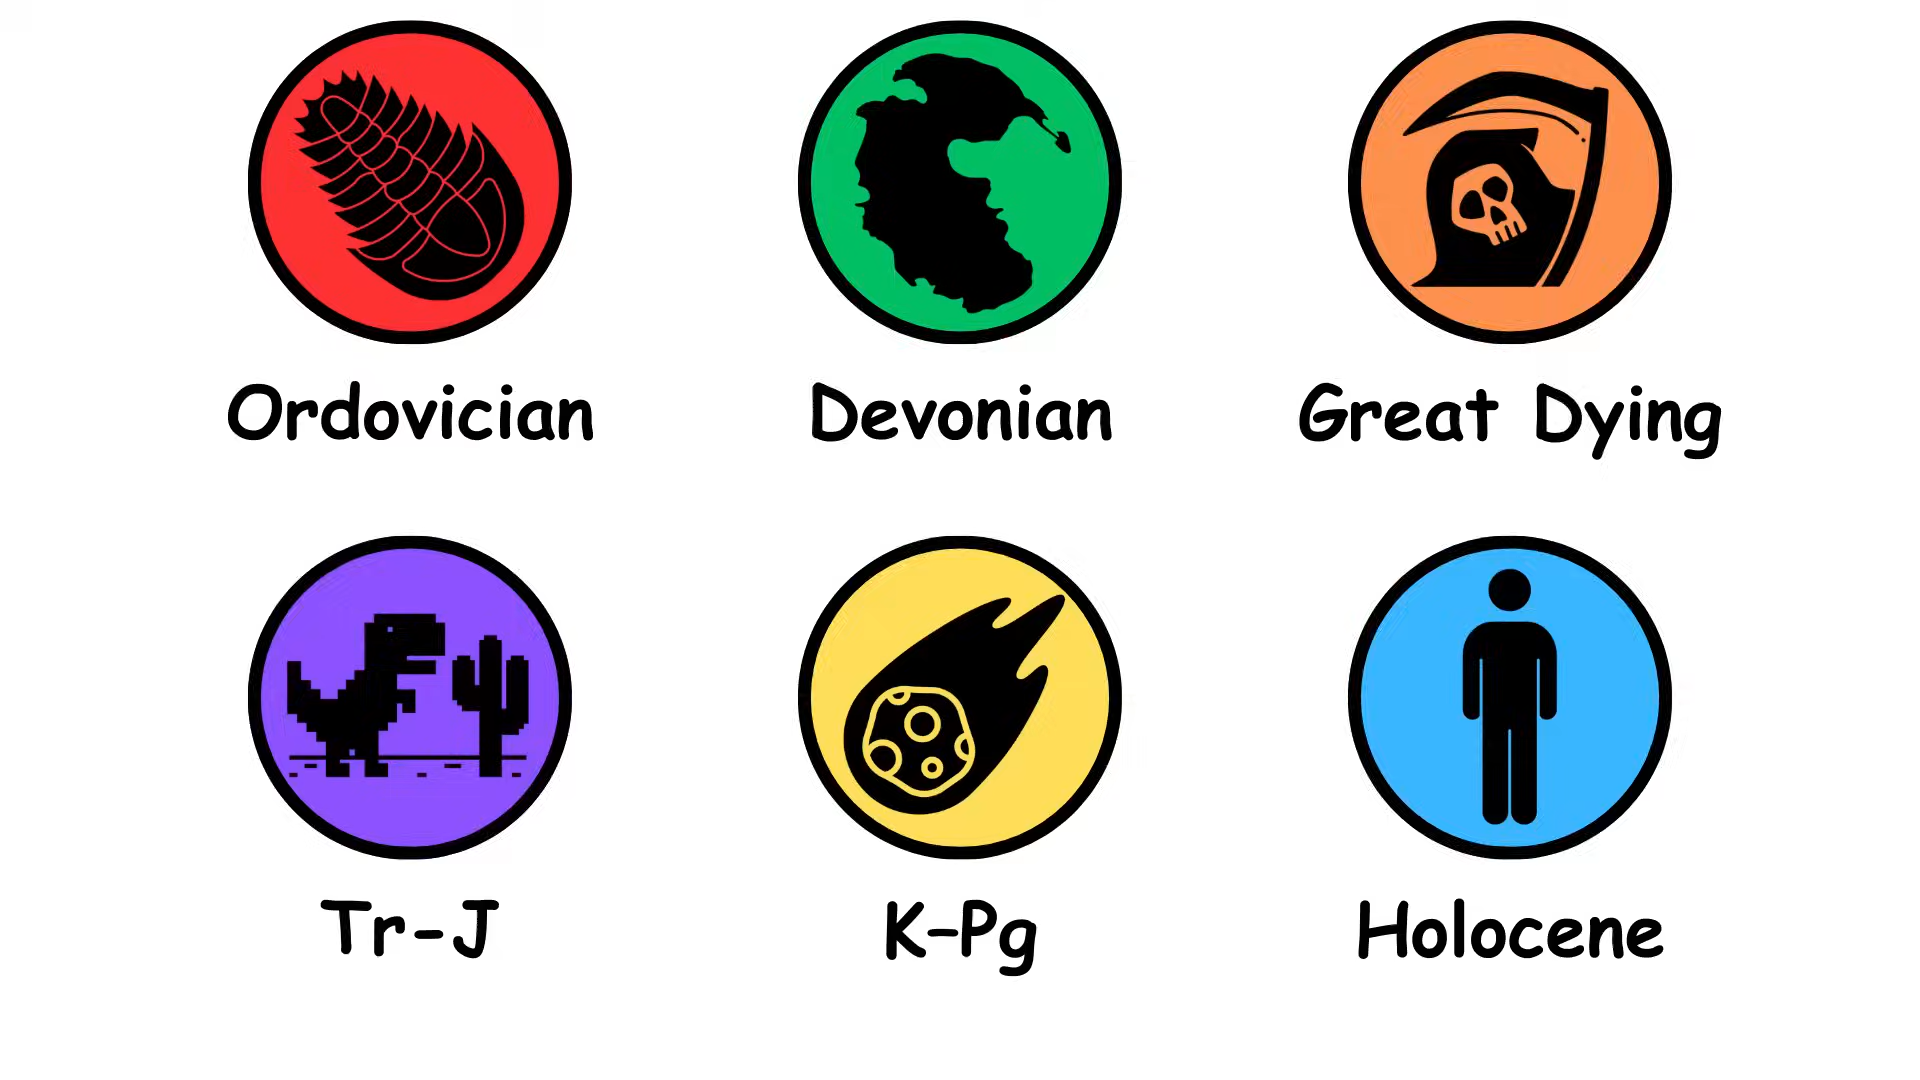 Ordovician
Devonian
Great Dying
Tr-J
K-Pg
Holocene